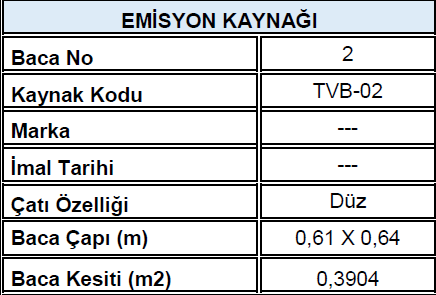 EMİSYON KAYNAĞI
Baca No 2
Kaynak Kodu TVB-02
Marka ---
İmal Tarihi ---
Çatı Özelliği Düz
Baca Çapı (m) 0,61 X 0,64
Baca Kesiti (m2) 0,3904